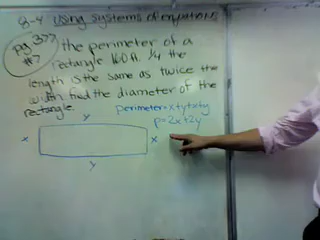 8-4 Using systems of equations
pg 377
#7
the perimeter of a
rectangle 160 ft. 1/4 the
length is the same as twice the
width find the diameter of the
rectangle.
perimeter = x+y+x+y
p=2x+2y
y
x
x
y